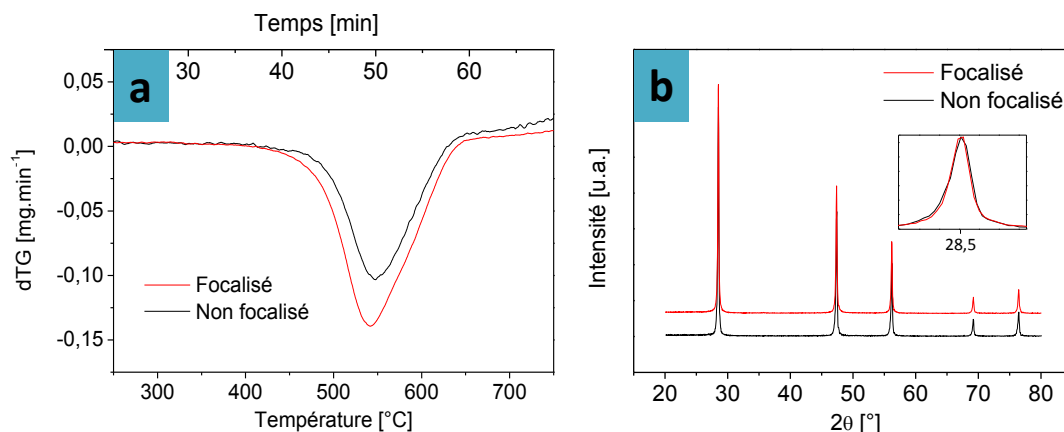 Temps [min]
30 40 50 60
a
0,05
0,00
-0,05
-0,10
-0,15
dTG [mg.min⁻¹]
Focalisé
Non focalisé
300 400 500 600 700
Température [°C]
b
Focalisé
Non focalisé
28,5
Intensité [u.a.]
20 30 40 50 60 70 80
2θ [°]